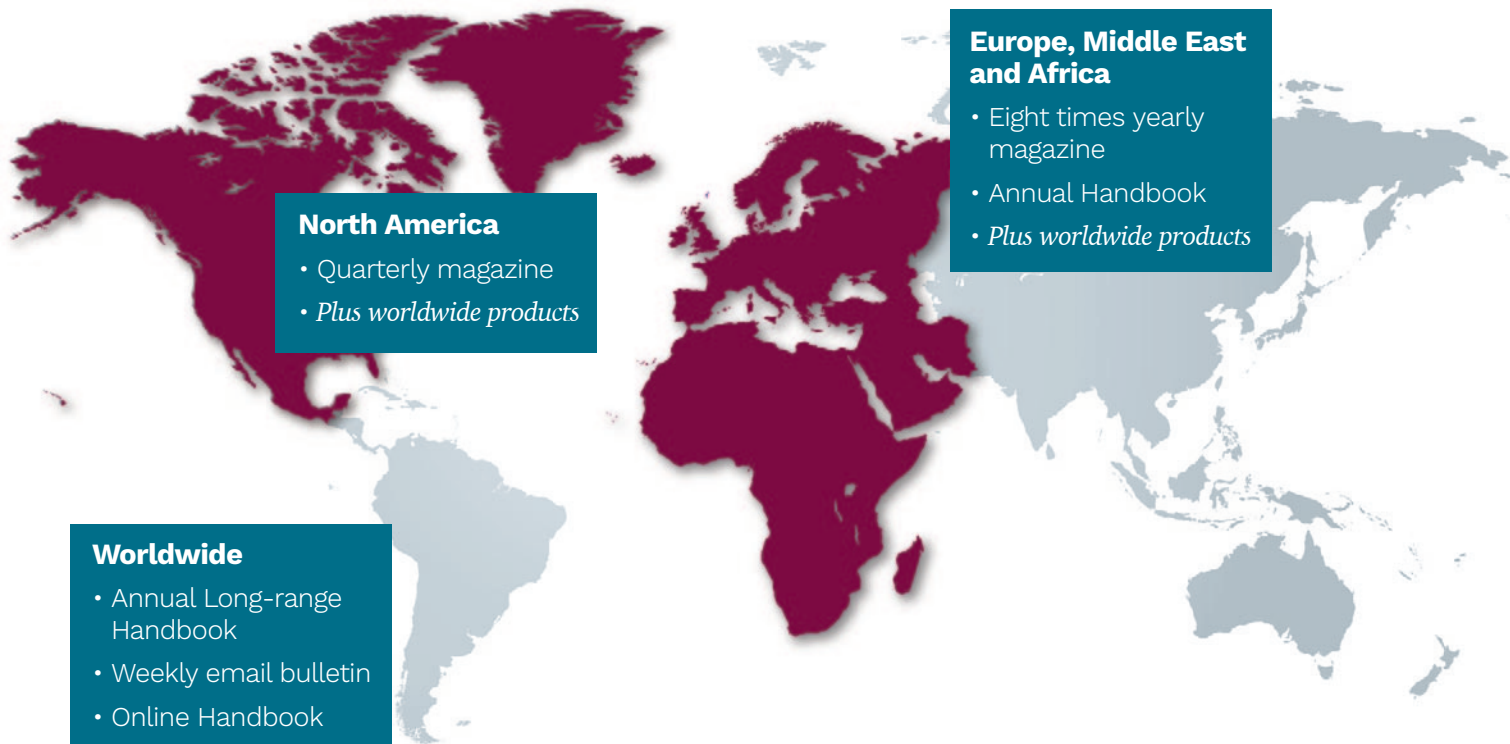 Europe, Middle East
and Africa
• Eight times yearly
magazine
• Annual Handbook
• Plus worldwide products
North America
• Quarterly magazine
• Plus worldwide products
Worldwide
• Annual Long-range
Handbook
• Weekly email bulletin
• Online Handbook